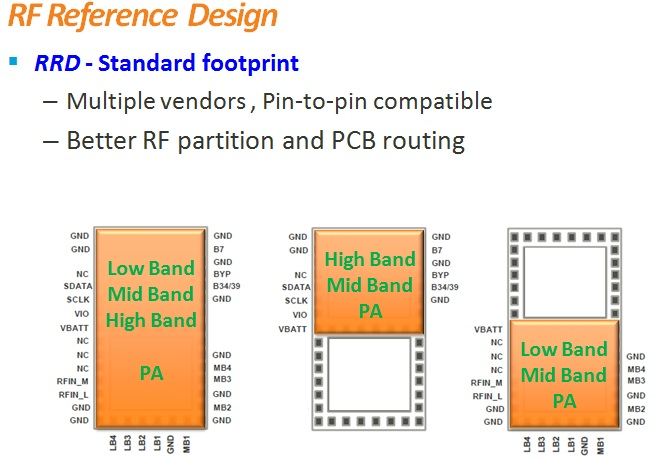 RF Reference Design
RRD - Standard footprint
– Multiple vendors , Pin-to-pin compatible
– Better RF partition and PCB routing
GND
GND
NC
SDATA
SCLK
VIO
VBATT
NC
NC
NC
RFIN_M
RFIN_L
GND
GND
Low Band
Mid Band
High Band
PA
GND
B7
GND
BYP
B34/39
GND
GND
MB4
MB3
GND
MB2
GND
LB4
LB3
LB2
LB1
GND
MB1
GND
GND
NC
SDATA
SCLK
VIO
VBATT
High Band
Mid Band
PA
GND
B7
GND
BYP
B34/39
GND
VBATT
NC
NC
NC
RFIN_M
RFIN_L
GND
GND
Low Band
Mid Band
PA
GND
MB4
MB3
GND
MB2
GND
LB4
LB3
LB2
LB1
GND
MB1